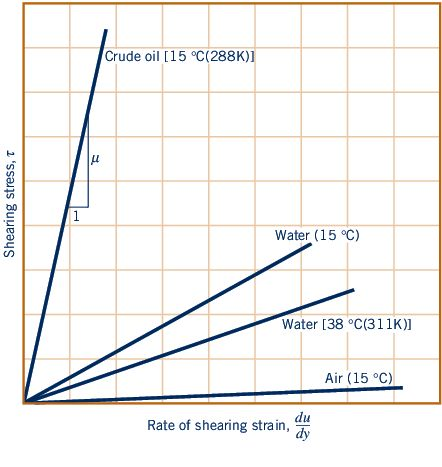 Crude oil [15 °C(288K)]
μ
1
Shearing stress, τ
Water (15 °C)
Water [38 °C(311K)]
Air (15 °C)
Rate of shearing strain, du/dy